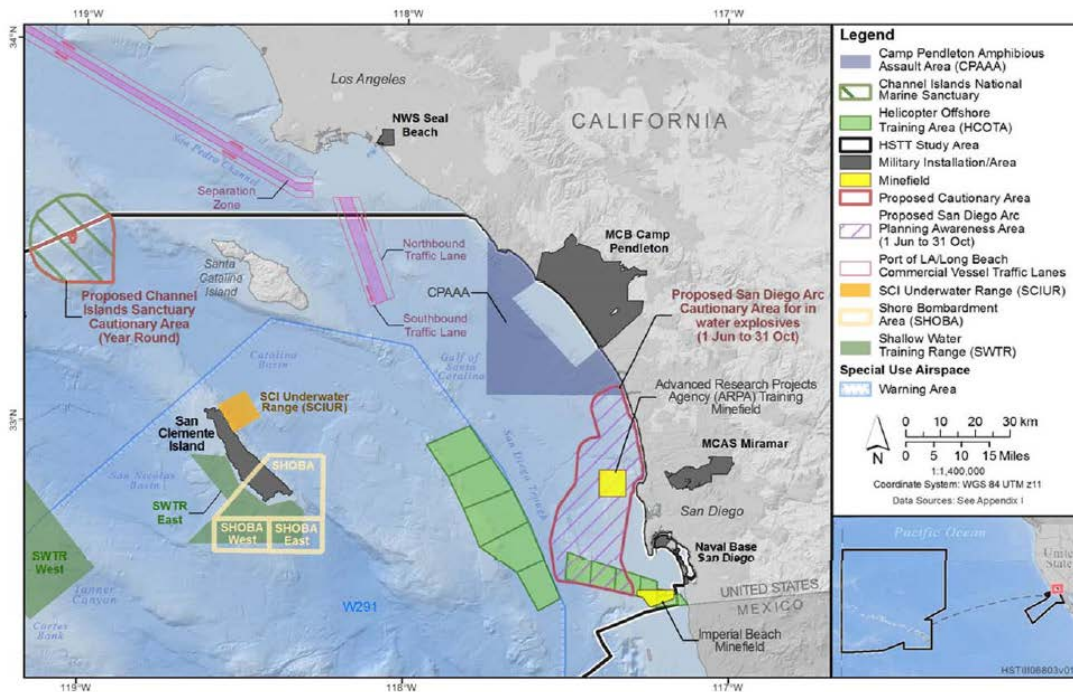 119°W
118°W
117°W
34°N
33°N
Los Angeles
NWS Seal
Beach
CALIFORNIA
San Pedro Channel
Separation
Zone
MCB Camp
Pendleton
Northbound
Traffic Lane
Santa
Catalina
Island
Proposed Channel
Islands Sanctuary
Cautionary Area
(Year Round)
CPAAA
Proposed San Diego Arc
Cautionary Area for in
water explosives
(1 Jun to 31 Oct)
Southbound
Traffic Lane
Catalina
Basin
Gulf of
Santa
Catalina
SCI Underwater
Range (SCIUR)
Advanced Research Projects
Agency (ARPA) Training
Minefield
San
Clemente
Island
MCAS Miramar
San Diego Trough
SHOBA
San Nicolas
Basin
SWTR
East
San Diego
SHOBA
West
SHOBA
East
SWTR
West
Naval Base
San Diego
Tanner
Canyon
UNITED STATES
MEXICO
W291
Cortes
Bank
Imperial Beach
Minefield
119°W
118°W
117°W
Legend
Camp Pendleton Amphibious
Assault Area (CPAAA)
Channel Islands National
Marine Sanctuary
Helicopter Offshore
Training Area (HCOTA)
HSTT Study Area
Military Installation/Area
Minefield
Proposed Cautionary Area
Proposed San Diego Arc
Planning Awareness Area
(1 Jun to 31 Oct)
Port of LA/Long Beach
Commercial Vessel Traffic Lanes
SCI Underwater Range (SCIUR)
Shore Bombardment
Area (SHOBA)
Shallow Water
Training Range (SWTR)
Special Use Airspace
Warning Area
N
0 5 10 20 30 km
0 2.5 5 10 15 Miles
1:1,400,000
Coordinate System: WGS 84 UTM z11
Data Sources: See Appendix I
Pacific Ocean
United
States
HSTIII06803v01